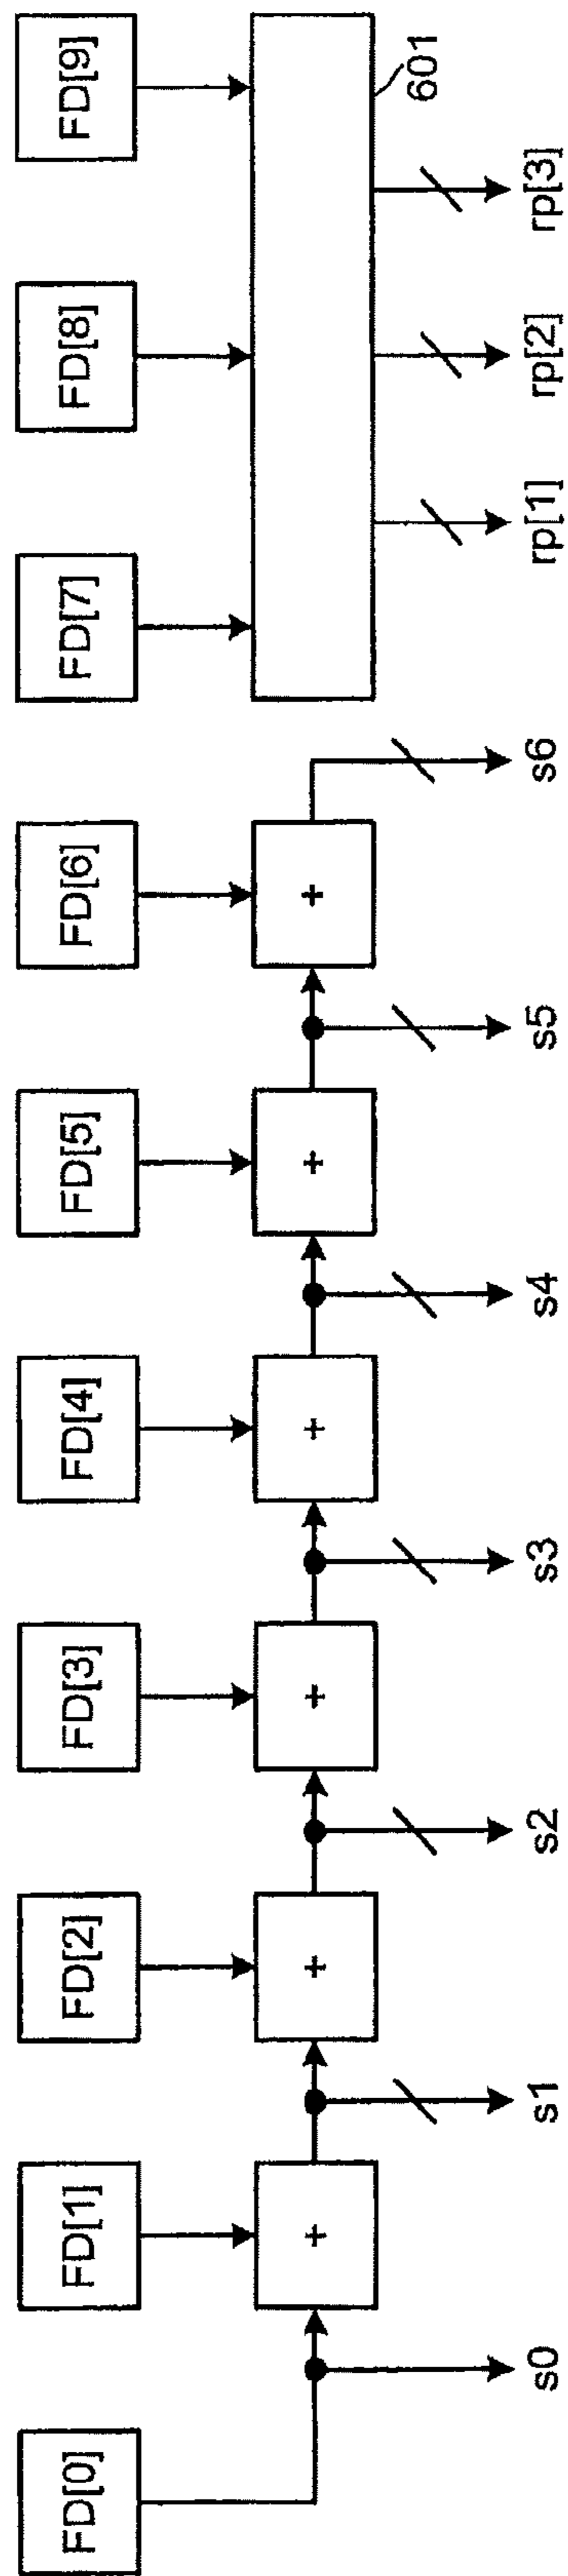 FD[0] FD[1] FD[2] FD[3] FD[4] FD[5] FD[6] FD[7] FD[8] FD[9]
+ + + + + +
601
s0 s1 s2 s3 s4 s5 s6 rp[1] rp[2] rp[3]